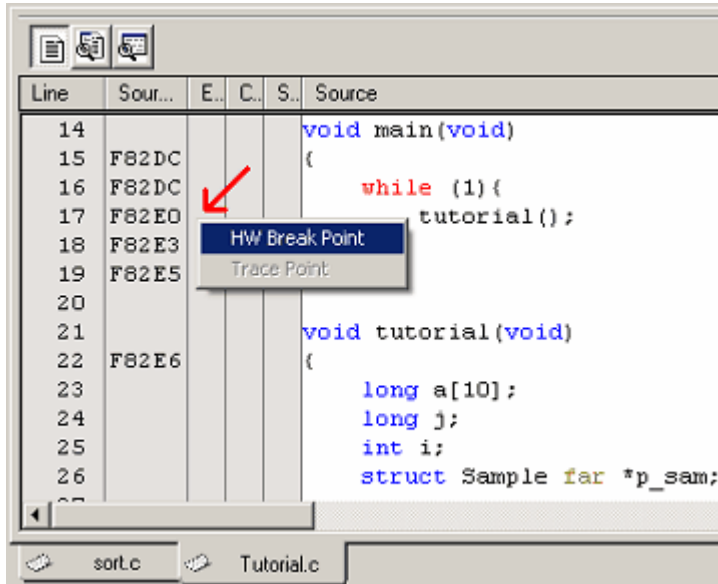 Line Sour... E.. C.. S.. Source
14 void main(void)
15 F82DC {
16 F82DC while (1){
17 F82E0 tutorial();
18 F82E3
19 F82E5
HW Break Point
Trace Point
20
21 void tutorial(void)
22 F82E6 {
23 long a[10];
24 long j;
25 int i;
26 struct Sample far *p_sam;
sort.c Tutorial.c